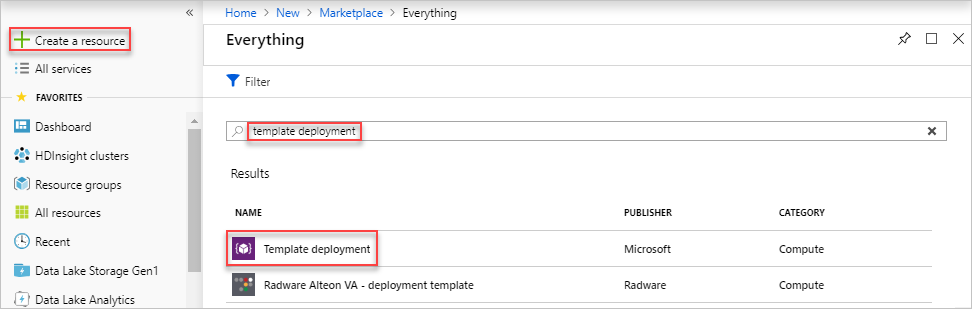 «
Home > New > Marketplace > Everything
Create a resource
All services
FAVORITES
Dashboard
HDInsight clusters
Resource groups
All resources
Recent
Data Lake Storage Gen1
Data Lake Analytics
Everything
Filter
template deployment
Results
NAME PUBLISHER CATEGORY
Template deployment Microsoft Compute
Radware Alteon VA - deployment template Radware Compute